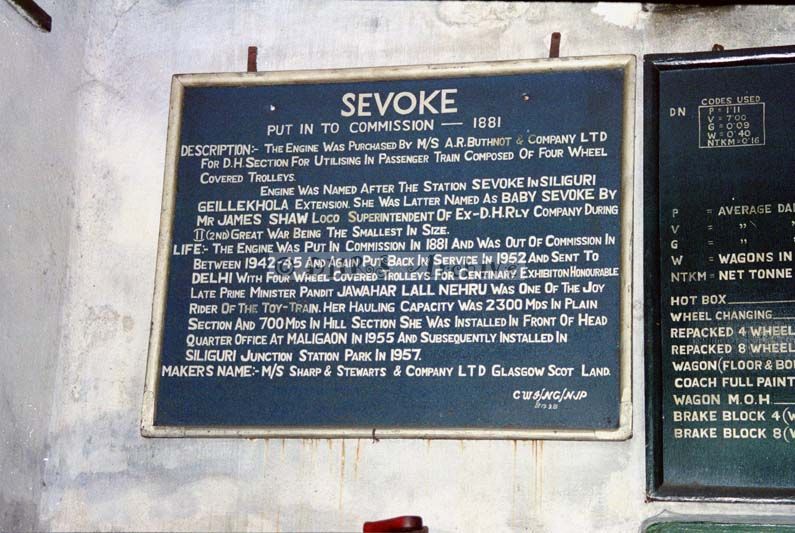 SEVOKE
PUT IN TO COMMISSION — 1881
DESCRIPTION:- THE ENGINE WAS PURCHASED BY M/S A.R.BUTHNOT & COMPANY LTD
FOR D.H.SECTION FOR UTILISING IN PASSENGER TRAIN COMPOSED OF FOUR WHEEL
COVERED TROLLEYS.
ENGINE WAS NAMED AFTER THE STATION SEVOKE IN SILIGURI
GEILLEKHOLA EXTENSION. SHE WAS LATTER NAMED AS BABY SEVOKE BY
MR JAMES SHAW LOCO SUPERINTENDENT OF EX-D.H.RLY COMPANY DURING
II (2ND) GREAT WAR BEING THE SMALLEST IN SIZE.
LIFE:- THE ENGINE WAS PUT IN COMMISSION IN 1881 AND WAS OUT OF COMMISSION IN
BETWEEN 1942-45 AND AGAIN PUT BACK IN SERVICE IN 1952 AND SENT TO
DELHI WITH FOUR WHEEL COVERED TROLLEYS FOR CENTINARY EXHIBITON HONOURABLE
LATE PRIME MINISTER PANDIT JAWAHAR LALL NEHRU WAS ONE OF THE JOY
RIDER OF THE TOY-TRAIN. HER HAULING CAPACITY WAS 2300 MDS IN PLAIN
SECTION AND 700 MDS IN HILL SECTION SHE WAS INSTALLED IN FRONT OF HEAD
QUARTER OFFICE AT MALIGAON IN 1955 AND SUBSEQUENTLY INSTALLED IN
SILIGURI JUNCTION STATION PARK IN 1957.
MAKERS NAME:- M/S SHARP & STEWARTS & COMPANY LTD GLASGOW SCOT LAND.
CWS/NG/NJP
DN
CODES USED
P = 1·11
V = 7·00
G = 0·09
W = 0·40
NTKM = 0·16
P = AVERAGE DAI
V = " "
G = " "
W = WAGONS IN
NTKM = NET TONNE
HOT BOX
WHEEL CHANGING
REPACKED 4 WHEEL
REPACKED 8 WHEEL
WAGON (FLOOR & BO
COACH FULL PAINT
WAGON M.O.H.
BRAKE BLOCK 4 (W
BRAKE BLOCK 8 (W